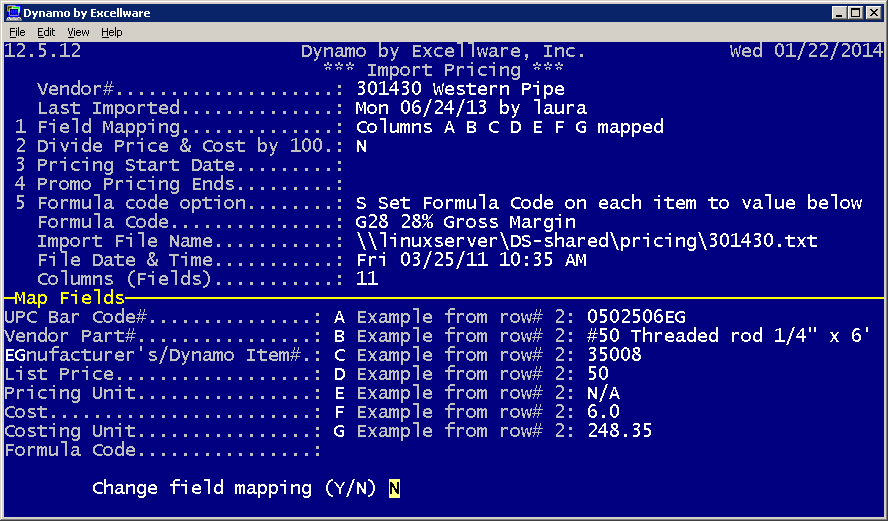 Dynamo by Excellware
File Edit View Help
12.5.12 Dynamo by Excellware, Inc. Wed 01/22/2014
*** Import Pricing ***
Vendor#....................: 301430 Western Pipe
Last Imported..............: Mon 06/24/13 by laura
1 Field Mapping..............: Columns A B C D E F G mapped
2 Divide Price & Cost by 100.: N
3 Pricing Start Date.........:
4 Promo Pricing Ends.........:
5 Formula code option........: S Set Formula Code on each item to value below
Formula Code...............: G28 28% Gross Margin
Import File Name...........: \\linuxserver\DS-shared\pricing\301430.txt
File Date & Time...........: Fri 03/25/11 10:35 AM
Columns (Fields)...........: 11
Map Fields
UPC Bar Code#...............: A Example from row# 2: 0502506EG
Vendor Part#................: B Example from row# 2: #50 Threaded rod 1/4" x 6'
EGnufacturer's/Dynamo Item#.: C Example from row# 2: 35008
List Price..................: D Example from row# 2: 50
Pricing Unit................: E Example from row# 2: N/A
Cost........................: F Example from row# 2: 6.0
Costing Unit................: G Example from row# 2: 248.35
Formula Code................:
Change field mapping (Y/N) N